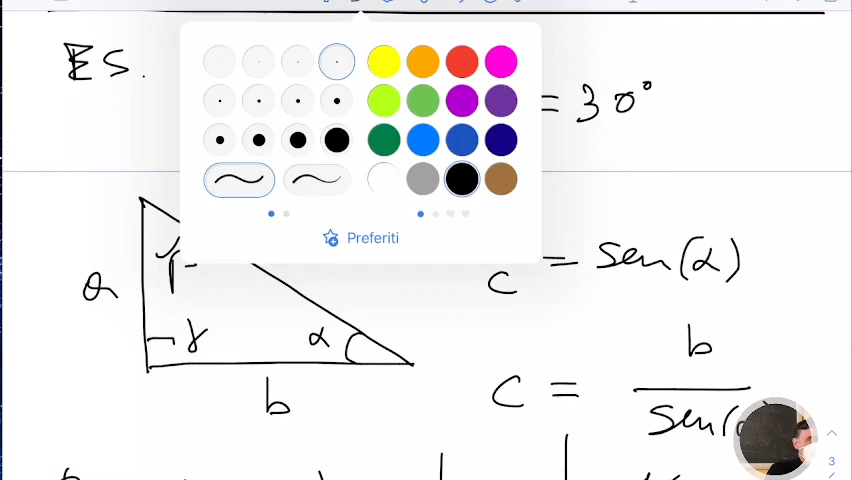 ES.
= 30°
Preferiti
a
γ
α
b
c = sen(α)
c = b / sen(α)
3